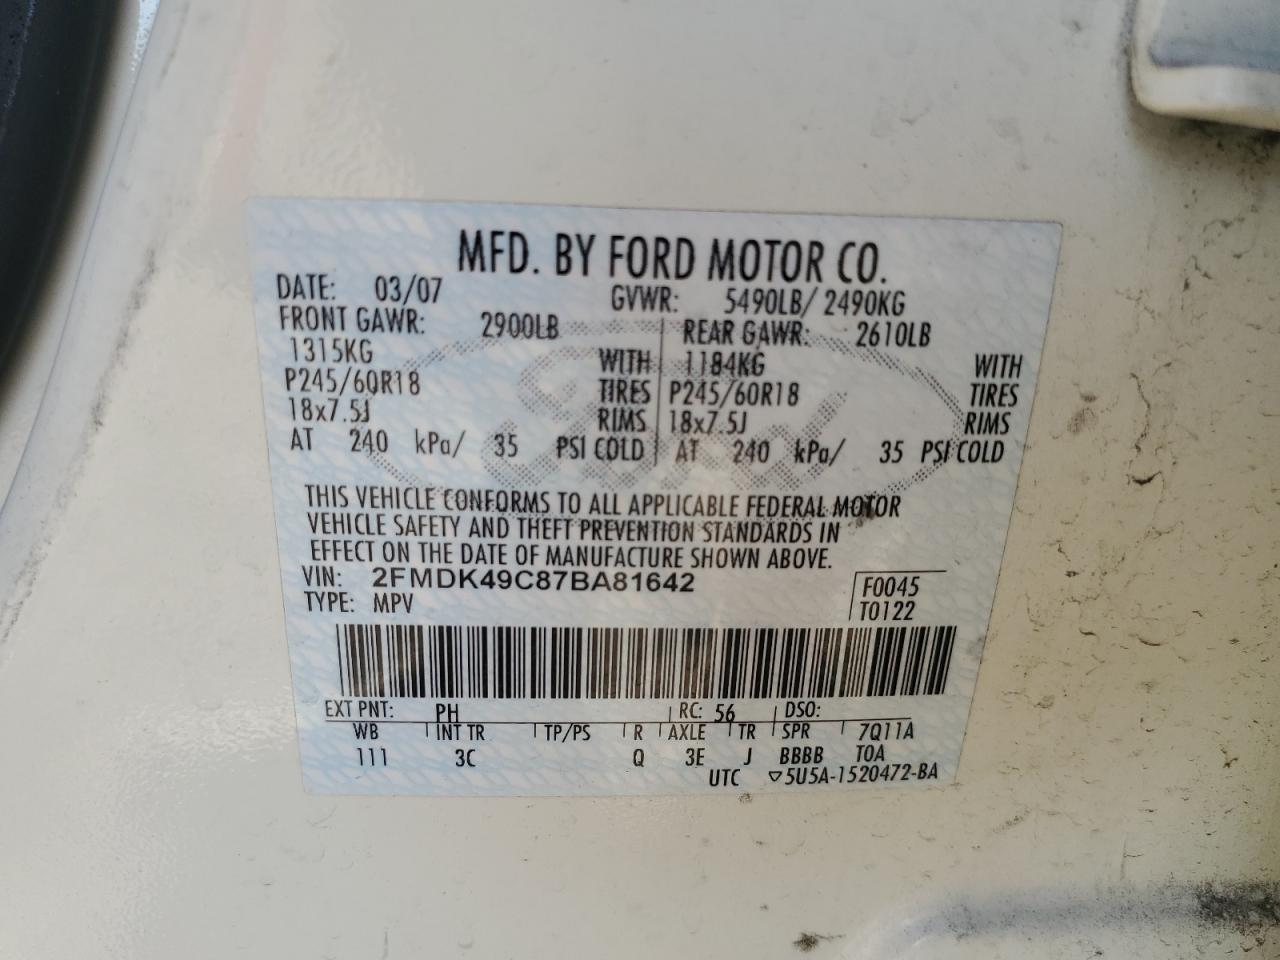 MFD. BY FORD MOTOR CO.
DATE: 03/07 GVWR: 5490LB/ 2490KG
FRONT GAWR: 2900LB REAR GAWR: 2610LB
1315KG WITH 1184KG WITH
P245/60R18 TIRES P245/60R18 TIRES
18x7.5J RIMS 18x7.5J RIMS
AT 240 kPa/ 35 PSI COLD AT 240 kPa/ 35 PSI COLD
THIS VEHICLE CONFORMS TO ALL APPLICABLE FEDERAL MOTOR
VEHICLE SAFETY AND THEFT PREVENTION STANDARDS IN
EFFECT ON THE DATE OF MANUFACTURE SHOWN ABOVE.
VIN: 2FMDK49C87BA81642 F0045
TYPE: MPV T0122
EXT PNT: PH RC: 56 DSO:
WB INT TR TP/PS R AXLE TR SPR 7Q11A
111 3C Q 3E J BBBB TOA
UTC ▽5U5A-1520472-BA
Ford